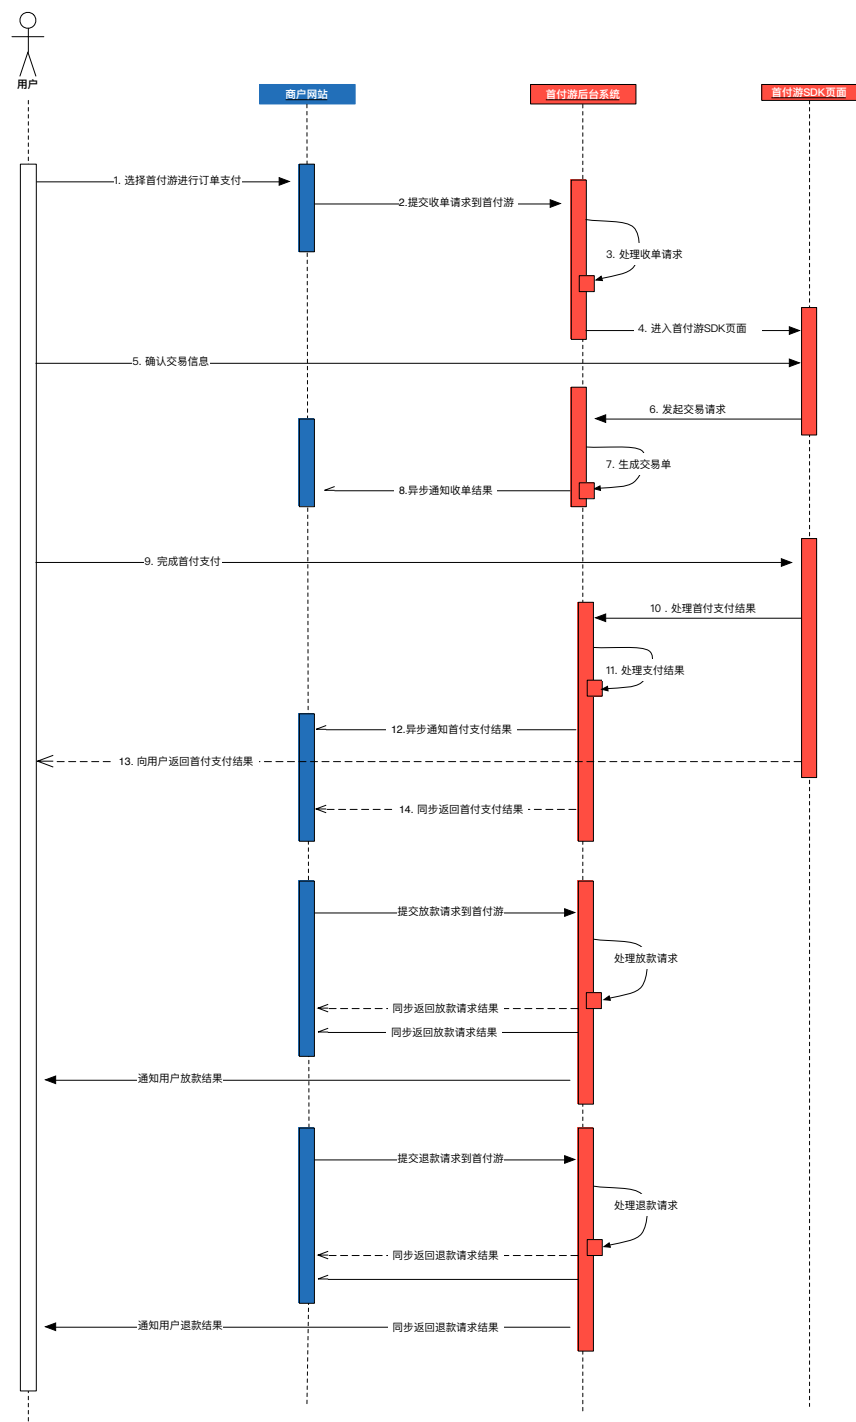 用户
商户网站
首付游后台系统
首付游SDK页面
1. 选择首付游进行订单支付
2.提交收单请求到首付游
3. 处理收单请求
4. 进入首付游SDK页面
5. 确认交易信息
6. 发起交易请求
7. 生成交易单
8.异步通知收单结果
9. 完成首付支付
10 . 处理首付支付结果
11. 处理支付结果
12.异步通知首付支付结果
13. 向用户返回首付支付结果
14. 同步返回首付支付结果
提交放款请求到首付游
处理放款请求
同步返回放款请求结果
同步返回放款请求结果
通知用户放款结果
提交退款请求到首付游
处理退款请求
同步返回退款请求结果
通知用户退款结果
同步返回退款请求结果